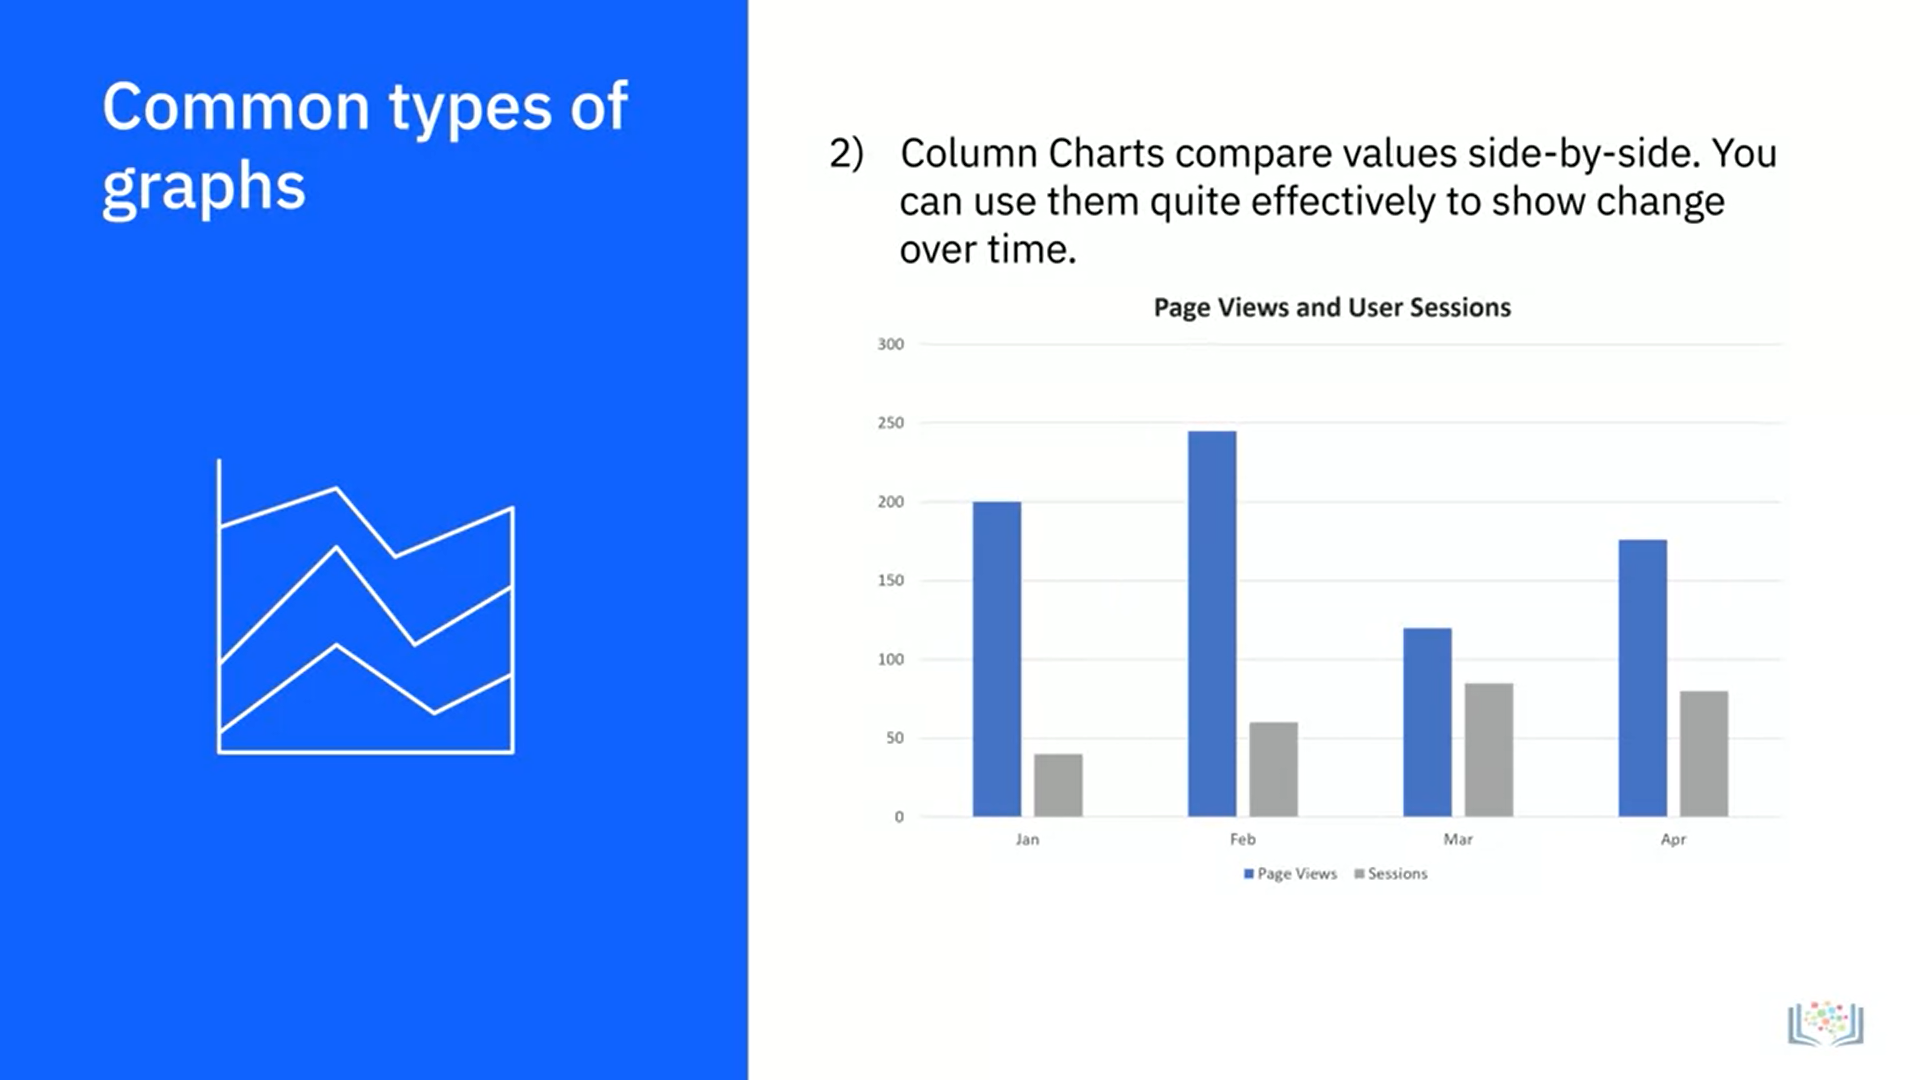 Common types of
graphs
2) Column Charts compare values side-by-side. You
can use them quite effectively to show change
over time.
Page Views and User Sessions
300
250
200
150
100
50
0
Jan Feb Mar Apr
Page Views Sessions